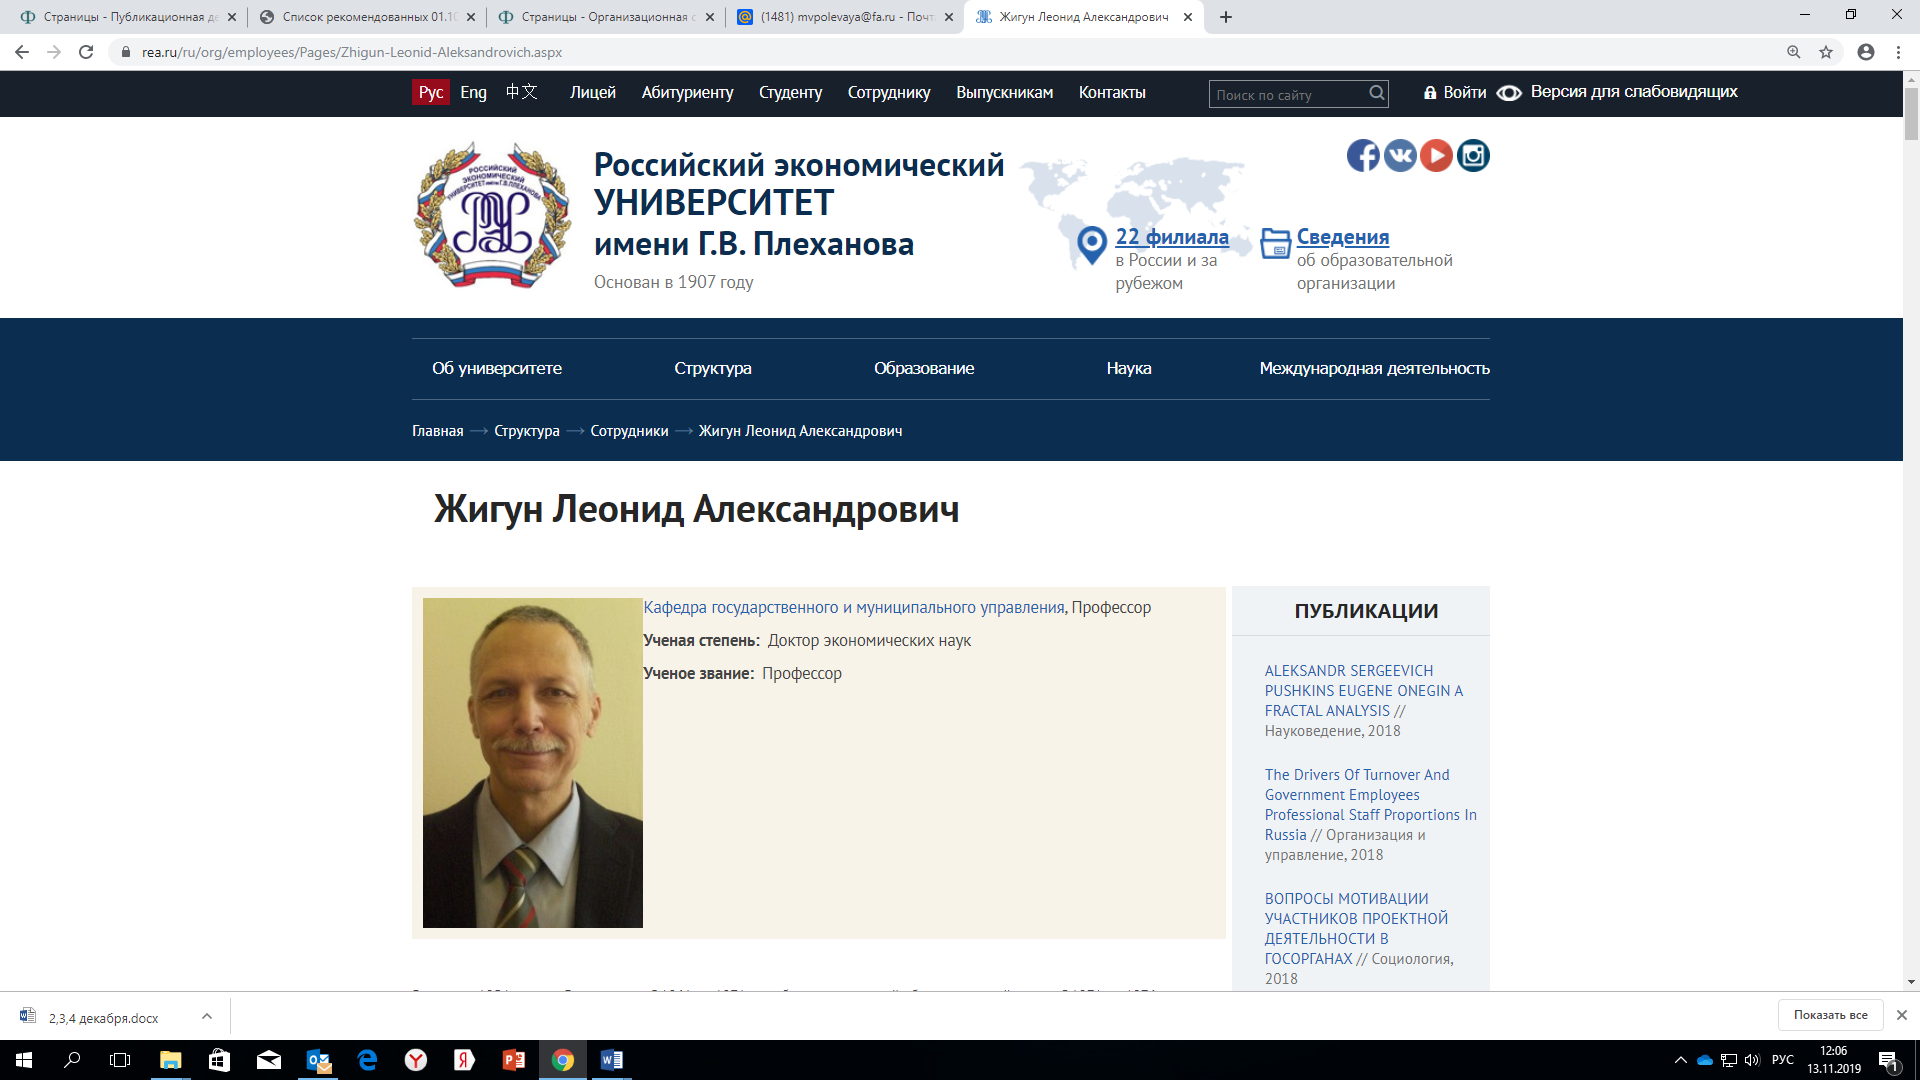 Страницы - Публикационная де
Список рекомендованных 01.10
Страницы - Организационная с
(1481) mvpolevaya@fa.ru - Почт
Жигун Леонид Александрович
rea.ru/ru/org/employees/Pages/Zhigun-Leonid-Aleksandrovich.aspx
Рус Eng 中文 Лицей Абитуриенту Студенту Сотруднику Выпускникам Контакты Поиск по сайту Войти Версия для слабовидящих
РОССИЙСКИЙ ЭКОНОМИЧЕСКИЙ УНИВЕРСИТЕТ ИМЕНИ Г.В. ПЛЕХАНОВА
Российский экономический
УНИВЕРСИТЕТ
имени Г.В. Плеханова
Основан в 1907 году
22 филиала
в России и за
рубежом
Сведения
об образовательной
организации
Об университете Структура Образование Наука Международная деятельность
Главная → Структура → Сотрудники → Жигун Леонид Александрович
Жигун Леонид Александрович
Кафедра государственного и муниципального управления, Профессор
Ученая степень: Доктор экономических наук
Ученое звание: Профессор
ПУБЛИКАЦИИ
ALEKSANDR SERGEEVICH
PUSHKINS EUGENE ONEGIN A
FRACTAL ANALYSIS //
Науковедение, 2018
The Drivers Of Turnover And
Government Employees
Professional Staff Proportions In
Russia // Организация и
управление, 2018
ВОПРОСЫ МОТИВАЦИИ
УЧАСТНИКОВ ПРОЕКТНОЙ
ДЕЯТЕЛЬНОСТИ В
ГОСОРГАНАХ // Социология,
2018
2,3,4 декабря.docx
Показать все
РУС
12:06
13.11.2019
1